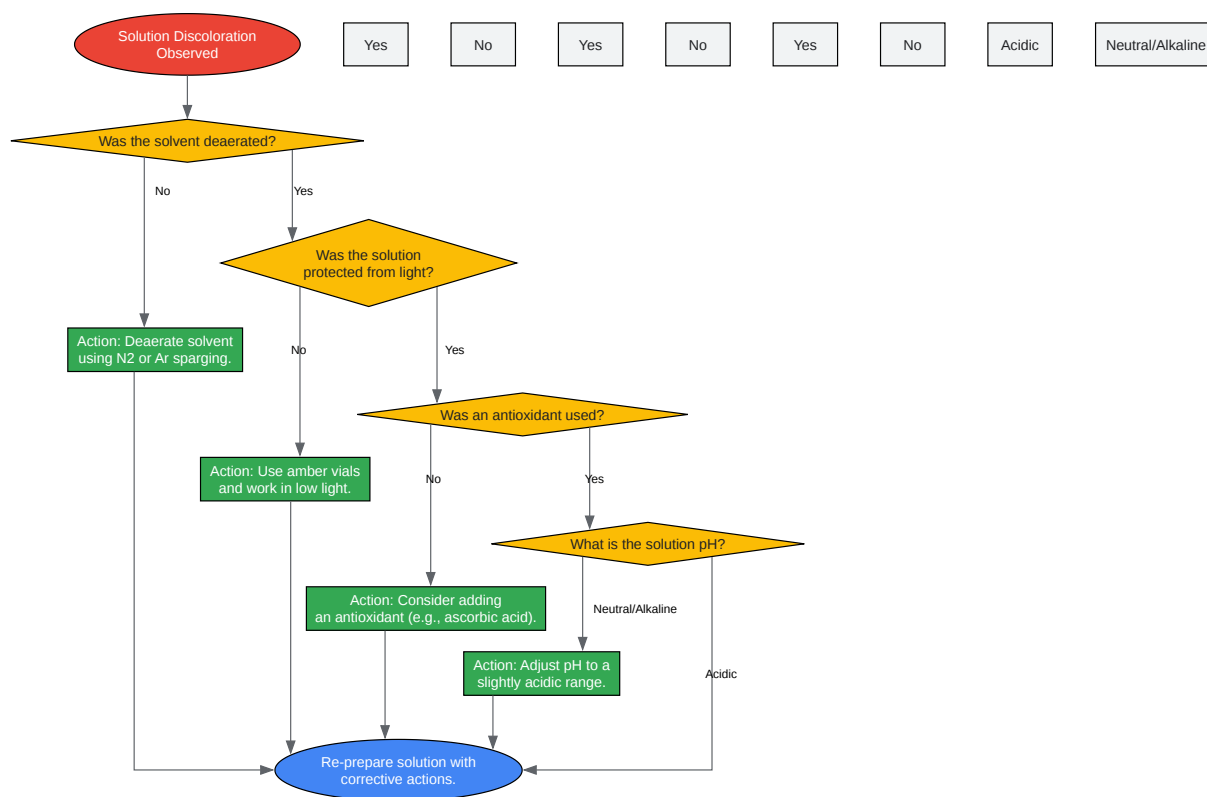 Solution Discoloration
Observed
Yes
No
Yes
No
Yes
No
Acidic
Neutral/Alkaline
Was the solvent deaerated?
No
Yes
Was the solution
protected from light?
Action: Deaerate solvent
using N2 or Ar sparging.
No
Yes
Was an antioxidant used?
Action: Use amber vials
and work in low light.
No
Yes
What is the solution pH?
Action: Consider adding
an antioxidant (e.g., ascorbic acid).
Neutral/Alkaline
Action: Adjust pH to a
slightly acidic range.
Acidic
Re-prepare solution with
corrective actions.